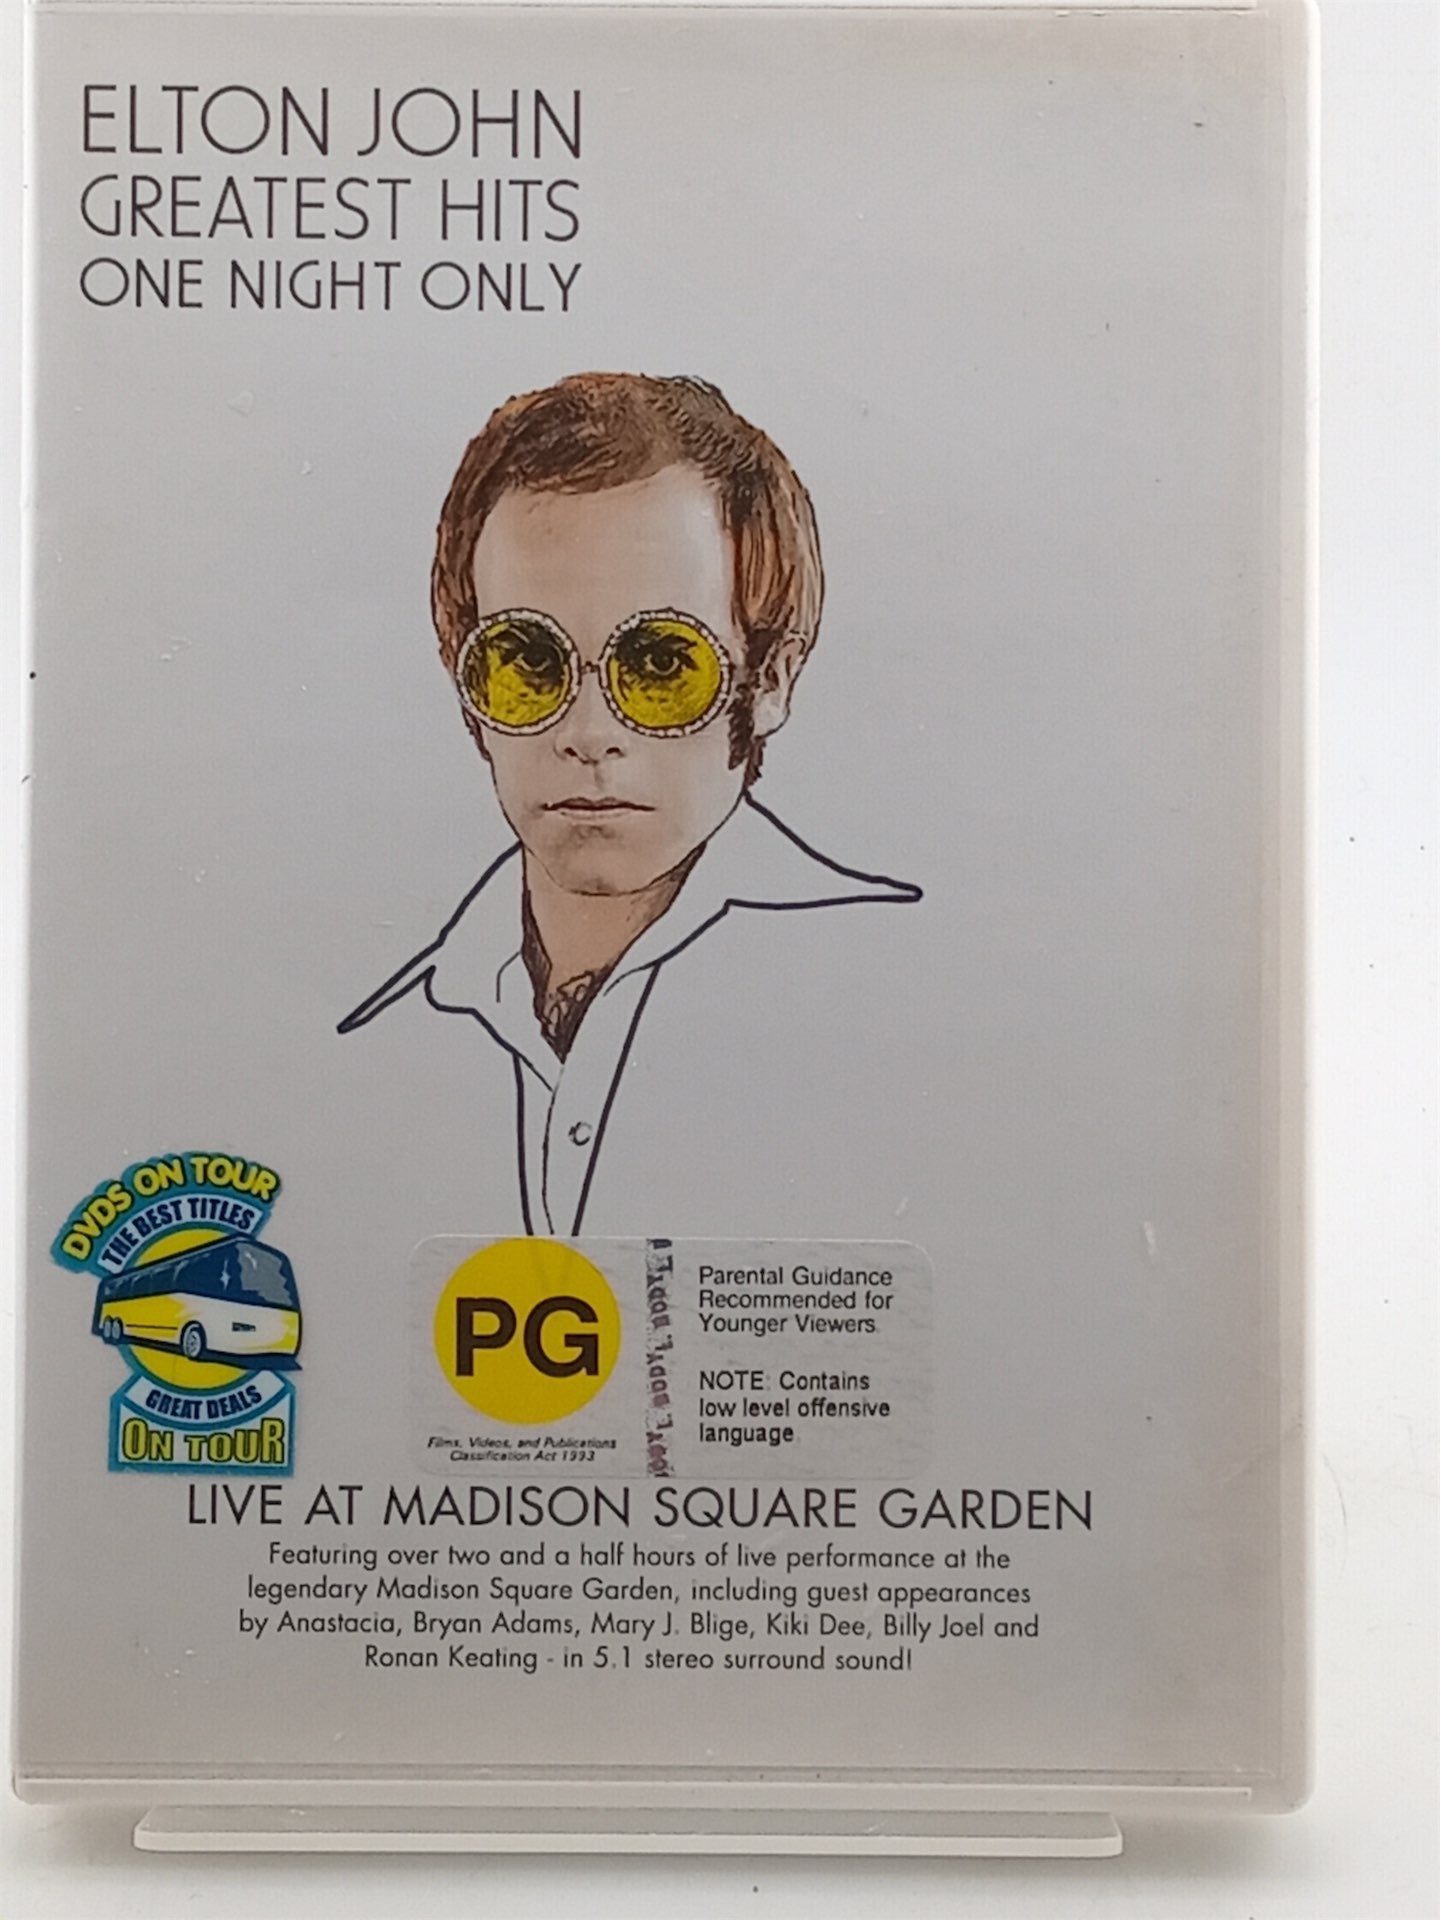 ELTON JOHN
GREATEST HITS
ONE NIGHT ONLY
DVDS ON TOUR
THE BEST TITLES
GREAT DEALS
ON TOUR
PG
Films, Videos, and Publications
Classification Act 1993
Parental Guidance
Recommended for
Younger Viewers
NOTE: Contains
low level offensive
language
LIVE AT MADISON SQUARE GARDEN
Featuring over two and a half hours of live performance at the
legendary Madison Square Garden, including guest appearances
by Anastacia, Bryan Adams, Mary J. Blige, Kiki Dee, Billy Joel and
Ronan Keating - in 5.1 stereo surround sound!